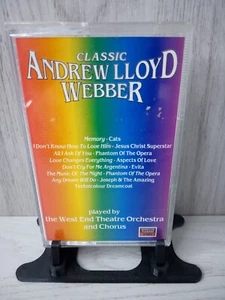 CLASSIC
ANDREW LLOYD
WEBBER
Memory - Cats
I Don't Know How To Love Him - Jesus Christ Superstar
All I Ask Of You - Phantom Of The Opera
Love Changes Everything - Aspects Of Love
Don't Cry For Me Argentina - Evita
The Music Of The Night - Phantom Of The Opera
Any Dream Will Do - Joseph & The Amazing
Technicolour Dreamcoat
played by
the West End Theatre Orchestra
and Chorus